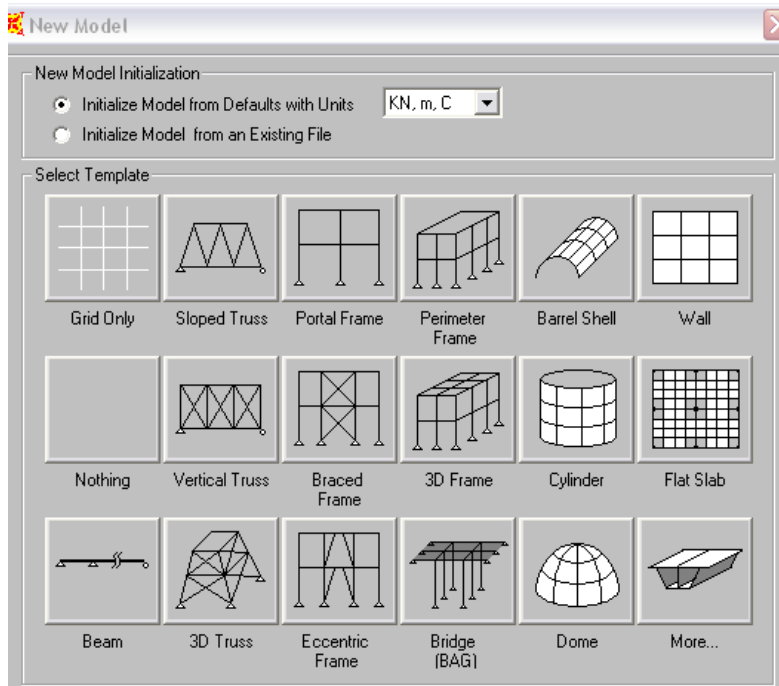 New Model
New Model Initialization
Initialize Model from Defaults with Units
KN, m, C
Initialize Model from an Existing File
Select Template
Grid Only
Sloped Truss
Portal Frame
Perimeter
Frame
Barrel Shell
Wall
Nothing
Vertical Truss
Braced
Frame
3D Frame
Cylinder
Flat Slab
Beam
3D Truss
Eccentric
Frame
Bridge
(BAG)
Dome
More...